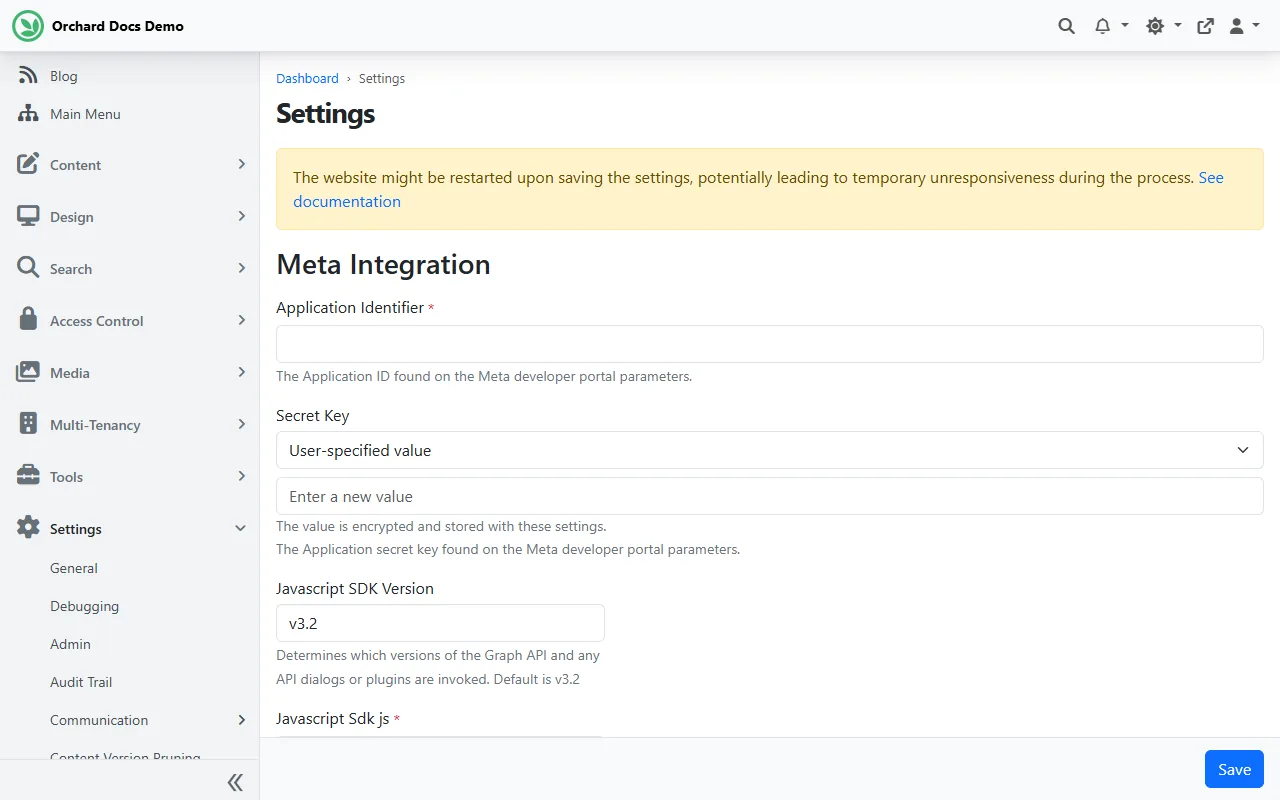 Orchard Docs Demo
Blog
Main Menu
Content
Design
Search
Access Control
Media
Multi-Tenancy
Tools
Settings
General
Debugging
Admin
Audit Trail
Communication
Content Version Pruning
Dashboard › Settings
Settings
The website might be restarted upon saving the settings, potentially leading to temporary unresponsiveness during the process. See
documentation
Meta Integration
Application Identifier *
The Application ID found on the Meta developer portal parameters.
Secret Key
User-specified value
Enter a new value
The value is encrypted and stored with these settings.
The Application secret key found on the Meta developer portal parameters.
Javascript SDK Version
v3.2
Determines which versions of the Graph API and any
API dialogs or plugins are invoked. Default is v3.2
Javascript Sdk js *
Save